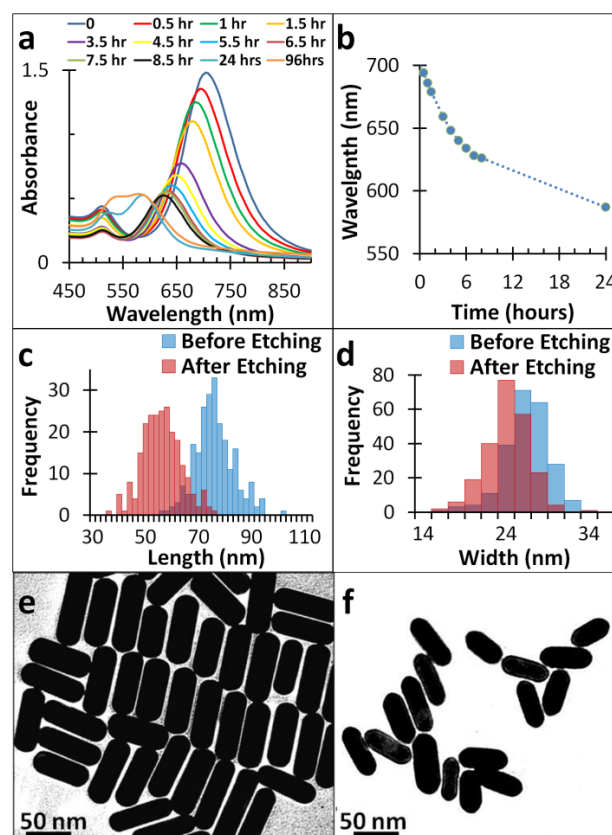 a
0 0.5 hr 1 hr 1.5 hr
3.5 hr 4.5 hr 5.5 hr 6.5 hr
7.5 hr 8.5 hr 24 hrs 96hrs
1.5
Absorbance
0
450 550 650 750 850
Wavelength (nm)
b
700
650
600
550
Wavelgnth (nm)
0 6 12 18 24
Time (hours)
c
Before Etching
After Etching
30
20
10
0
Frequency
30 50 70 90 110
Length (nm)
d
Before Etching
After Etching
80
60
40
20
0
Frequency
14 24 34
Width (nm)
e
50 nm
f
50 nm